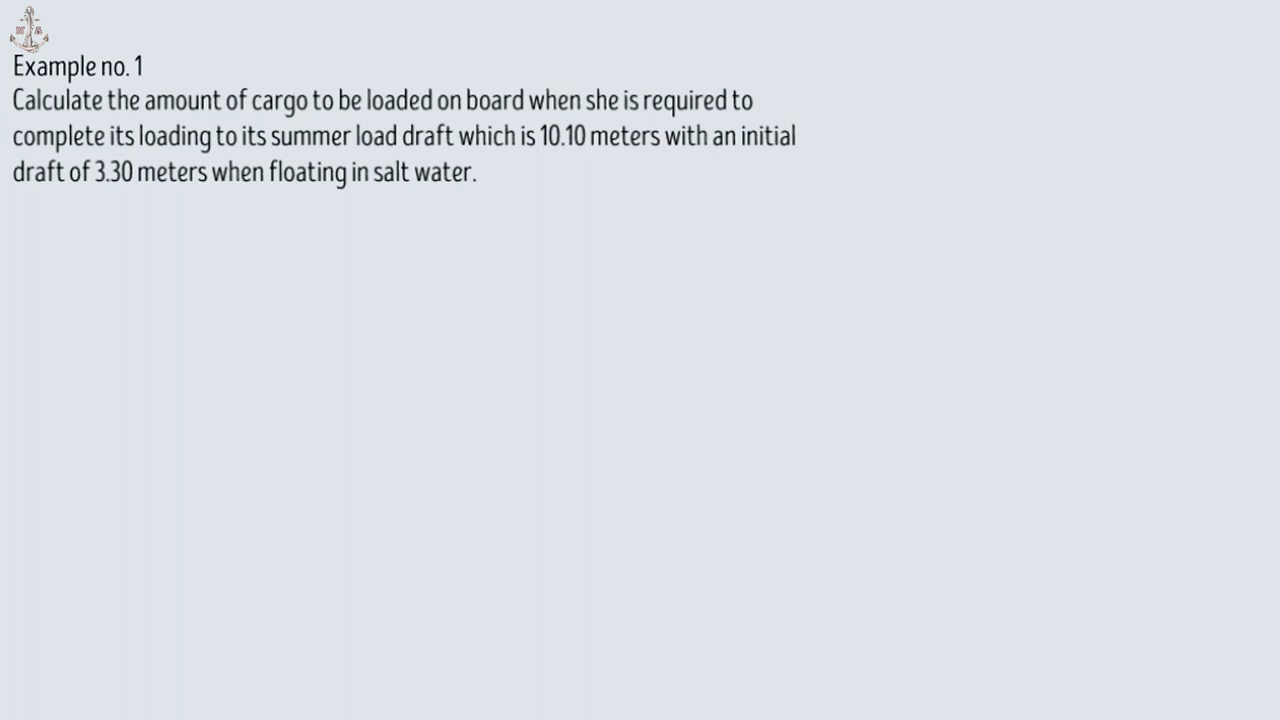 Example no. 1
Calculate the amount of cargo to be loaded on board when she is required to
complete its loading to its summer load draft which is 10.10 meters with an initial
draft of 3.30 meters when floating in salt water.